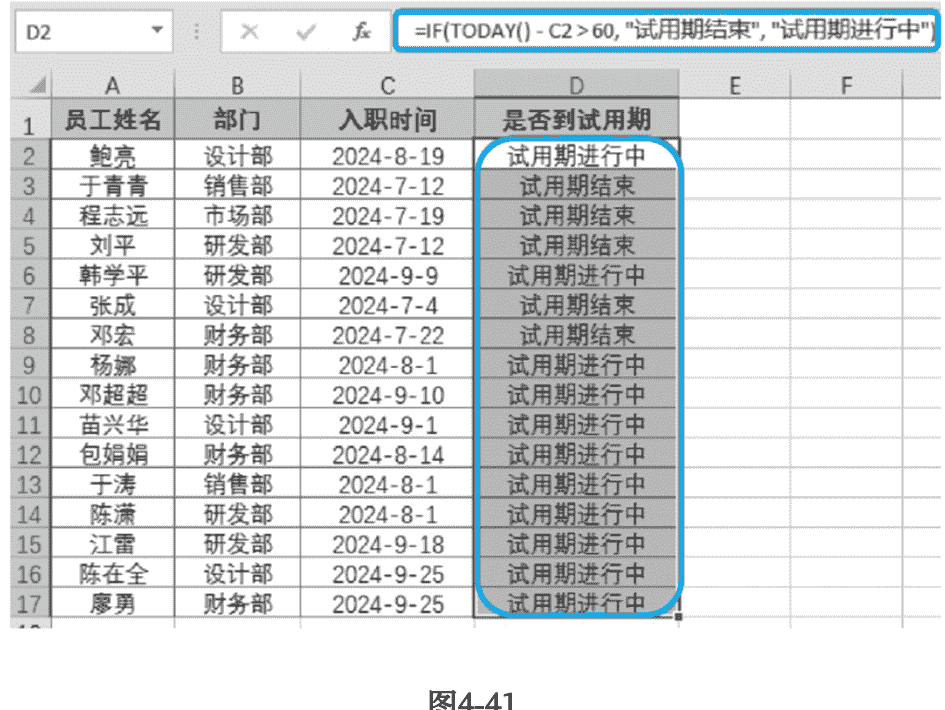 D2 fx =IF(TODAY() - C2 > 60, "试用期结束", "试用期进行中")
A B C D E F
1 员工姓名 部门 入职时间 是否到试用期
2 鲍亮 设计部 2024-8-19 试用期进行中
3 于青青 销售部 2024-7-12 试用期结束
4 程志远 市场部 2024-7-19 试用期结束
5 刘平 研发部 2024-7-12 试用期结束
6 韩学平 研发部 2024-9-9 试用期进行中
7 张成 设计部 2024-7-4 试用期结束
8 邓宏 财务部 2024-7-22 试用期结束
9 杨娜 财务部 2024-8-1 试用期进行中
10 邓超超 财务部 2024-9-10 试用期进行中
11 苗兴华 设计部 2024-9-1 试用期进行中
12 包娟娟 财务部 2024-8-14 试用期进行中
13 于涛 销售部 2024-8-1 试用期进行中
14 陈潇 研发部 2024-8-1 试用期进行中
15 江雷 研发部 2024-9-18 试用期进行中
16 陈在全 设计部 2024-9-25 试用期进行中
17 廖勇 财务部 2024-9-25 试用期进行中
图4-41